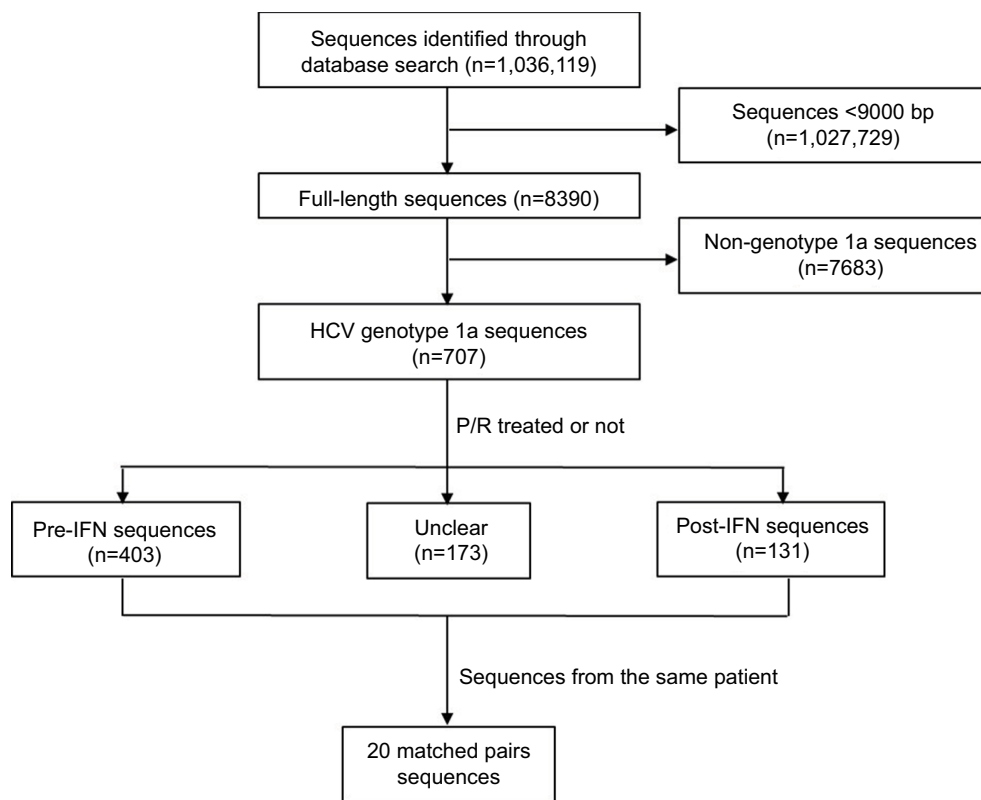 Sequences identified through
database search (n=1,036,119)
Sequences <9000 bp
(n=1,027,729)
Full-length sequences (n=8390)
Non-genotype 1a sequences
(n=7683)
HCV genotype 1a sequences
(n=707)
P/R treated or not
Pre-IFN sequences
(n=403)
Unclear
(n=173)
Post-IFN sequences
(n=131)
Sequences from the same patient
20 matched pairs
sequences